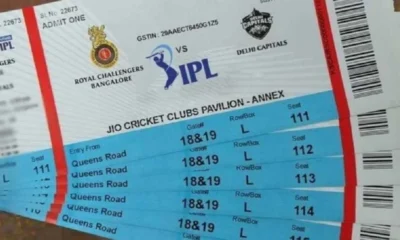 Sl. No. 22673
ADMIT ONE
GSTIN: 29AAECT6450G1Z5
ROYAL CHALLENGERS
BANGALORE
VS
IPL
DELHI CAPITALS
JIO CRICKET CLUBS PAVILION - ANNEX
Entry From Row/Box Seat
Queens Road 18&19 L 111
L 111
Queens Road 18&19 L 112
Queens Road 18&19 L 113
Queens Road 18&19 L 114
Queens Road 18&19